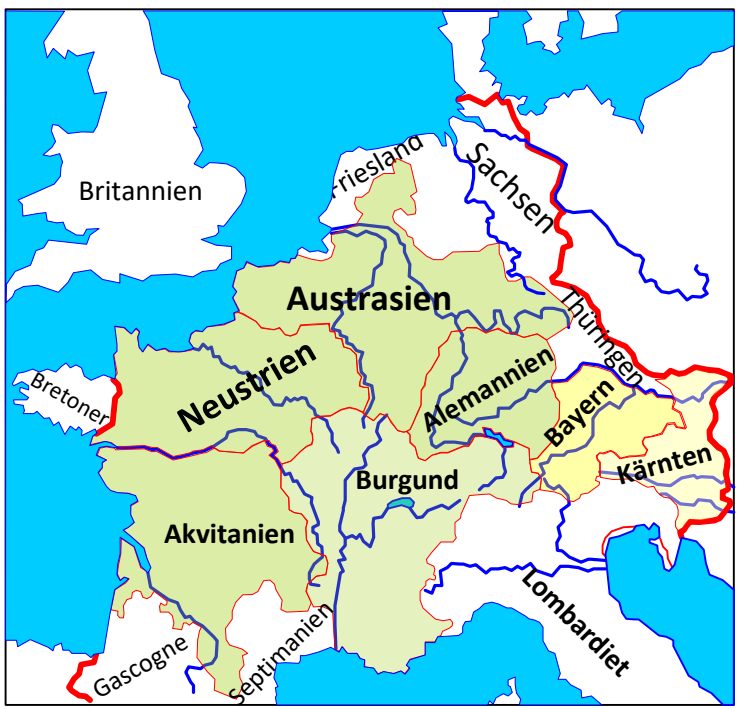 Friesland
Sachsen
Britannien
Austrasien
Thüringen
Neustrien
Alemannien
Bretoner
Bayern
Kärnten
Burgund
Akvitanien
Lombardiet
Septimanien
Gascogne